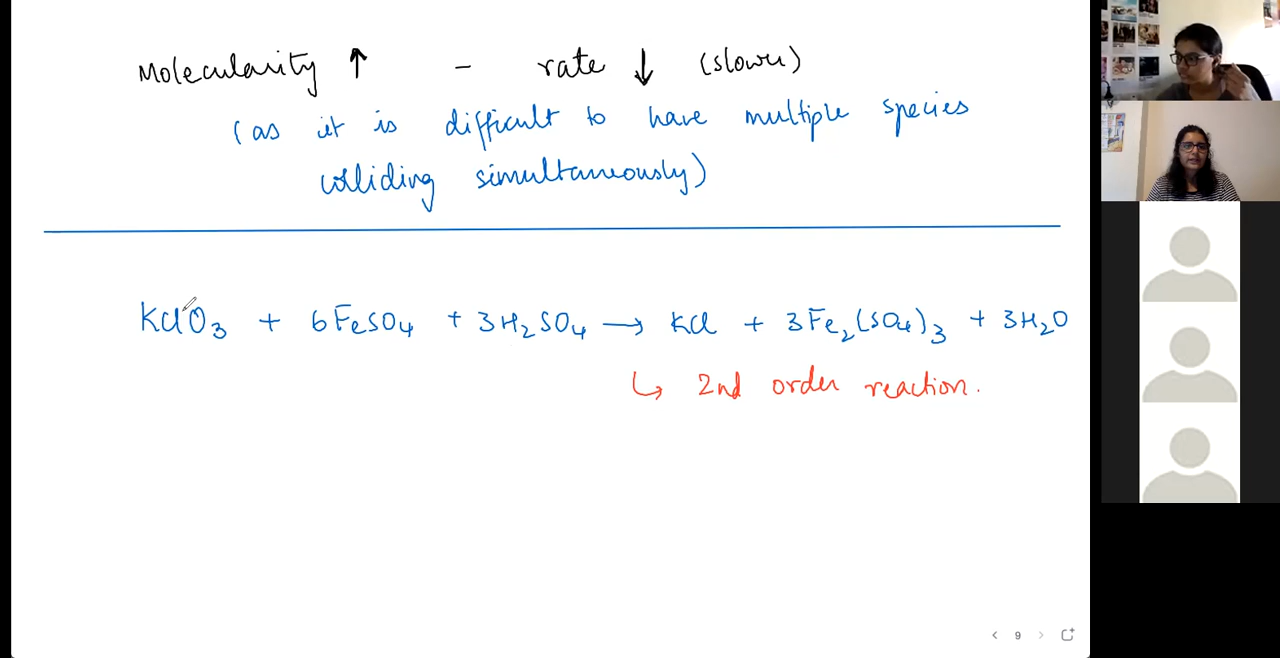 Molecularity ↑ - rate ↓ (slower)
(as it is difficult to have multiple species
colliding simultaneously)
KClO₃ + 6FeSO₄ + 3H₂SO₄ → KCl + 3Fe₂(SO₄)₃ + 3H₂O
↳ 2nd order reaction.
< 9 >